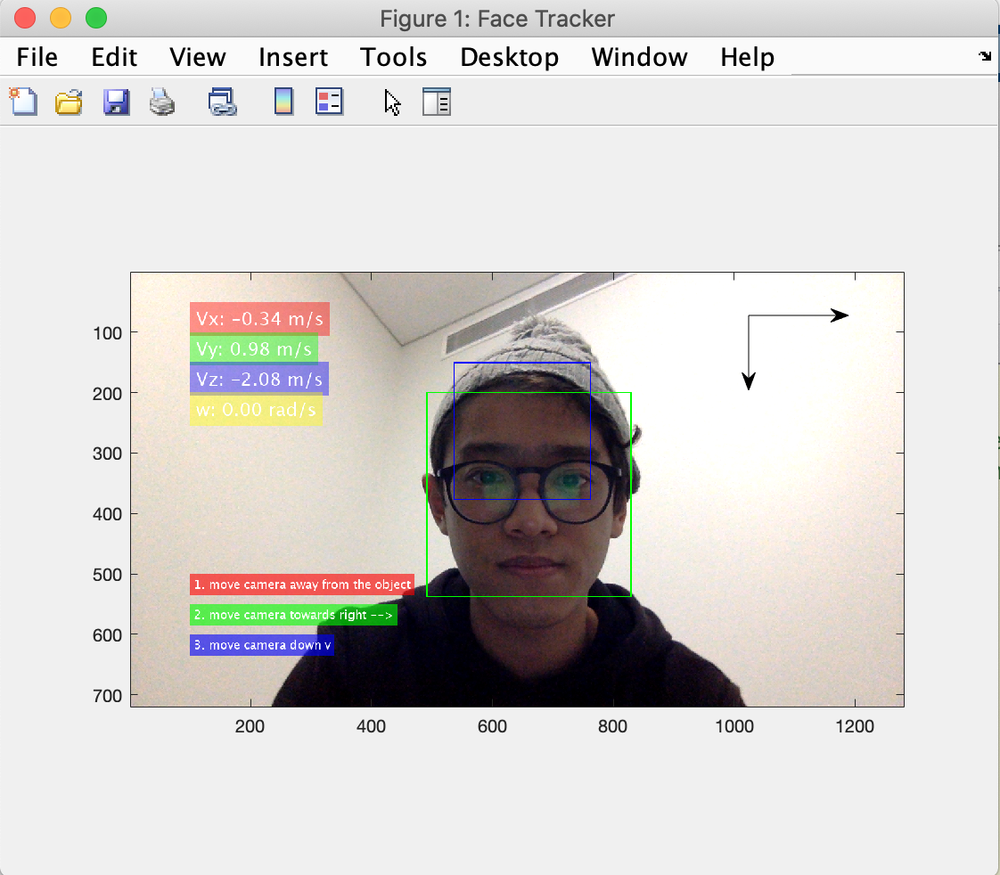 Figure 1: Face Tracker
File Edit View Insert Tools Desktop Window Help
Vx: -0.34 m/s
Vy: 0.98 m/s
Vz: -2.08 m/s
w: 0.00 rad/s
1. move camera away from the object
2. move camera towards right -->
3. move camera down v
100
200
300
400
500
600
700
200 400 600 800 1000 1200